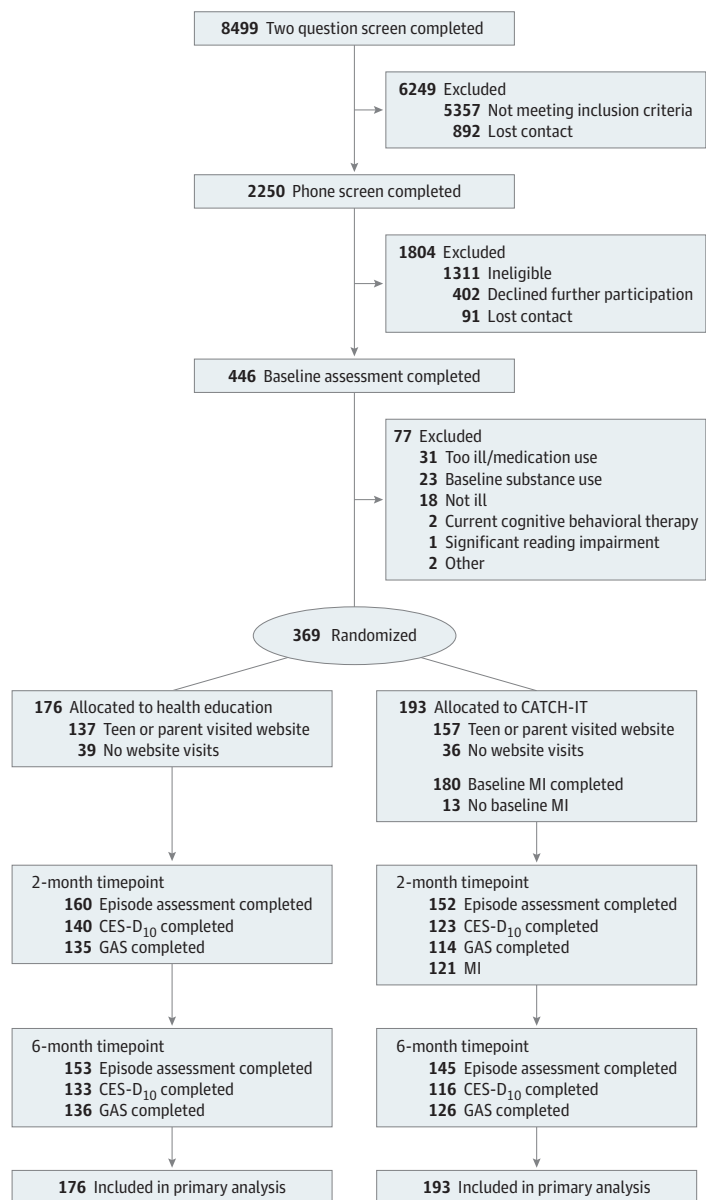 8499 Two question screen completed
6249 Excluded
5357 Not meeting inclusion criteria
892 Lost contact
2250 Phone screen completed
1804 Excluded
1311 Ineligible
402 Declined further participation
91 Lost contact
446 Baseline assessment completed
77 Excluded
31 Too ill/medication use
23 Baseline substance use
18 Not ill
2 Current cognitive behavioral therapy
1 Significant reading impairment
2 Other
369 Randomized
176 Allocated to health education
137 Teen or parent visited website
39 No website visits
193 Allocated to CATCH-IT
157 Teen or parent visited website
36 No website visits
180 Baseline MI completed
13 No baseline MI
2-month timepoint
160 Episode assessment completed
140 CES-D10 completed
135 GAS completed
2-month timepoint
152 Episode assessment completed
123 CES-D10 completed
114 GAS completed
121 MI
6-month timepoint
153 Episode assessment completed
133 CES-D10 completed
136 GAS completed
6-month timepoint
145 Episode assessment completed
116 CES-D10 completed
126 GAS completed
176 Included in primary analysis
193 Included in primary analysis